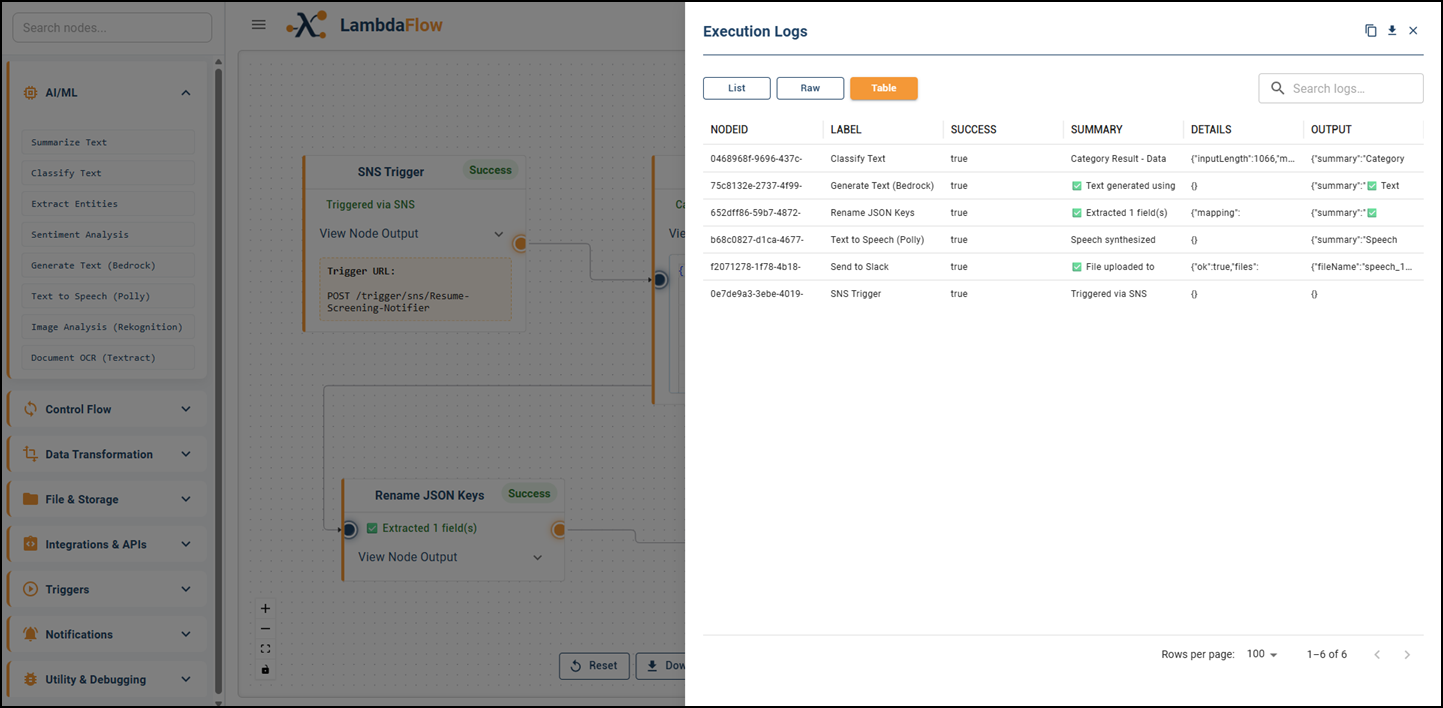 Search nodes...
AI/ML
Summarize Text
Classify Text
Extract Entities
Sentiment Analysis
Generate Text (Bedrock)
Text to Speech (Polly)
Image Analysis (Rekognition)
Document OCR (Textract)
Control Flow
Data Transformation
File & Storage
Integrations & APIs
Triggers
Notifications
Utility & Debugging
LambdaFlow
SNS Trigger Success
Triggered via SNS
View Node Output
Trigger URL:
POST /trigger/sns/Resume-
Screening-Notifier
Ca
Vie
{
Rename JSON Keys Success
✅ Extracted 1 field(s)
View Node Output
Reset
Dow
Execution Logs
List Raw Table
Search logs...
NODEID LABEL SUCCESS SUMMARY DETAILS OUTPUT
0468968f-9696-437c- Classify Text true Category Result - Data {"inputLength":1066,"m... {"summary":"Category
75c8132e-2737-4f99- Generate Text (Bedrock) true ✅ Text generated using {} {"summary":"✅ Text
652dff86-59b7-4872- Rename JSON Keys true ✅ Extracted 1 field(s) {"mapping": {"summary":"✅
b68c0827-d1ca-4677- Text to Speech (Polly) true Speech synthesized {} {"summary":"Speech
f2071278-1f78-4b18- Send to Slack true ✅ File uploaded to {"ok":true,"files": {"fileName":"speech_1...
0e7de9a3-3ebe-4019- SNS Trigger true Triggered via SNS {} {}
Rows per page: 100 1–6 of 6